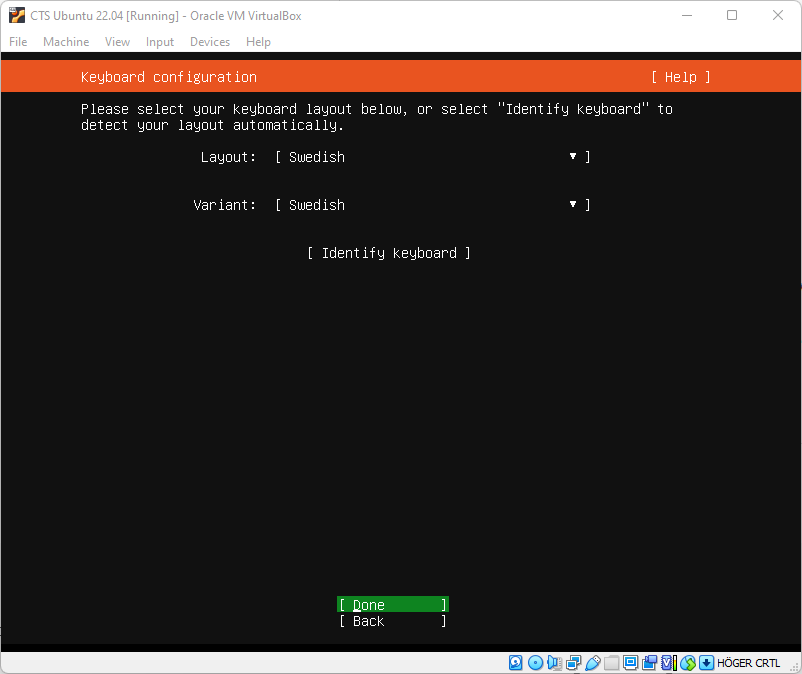 CTS Ubuntu 22.04 [Running] - Oracle VM VirtualBox
File Machine View Input Devices Help
Keyboard configuration [ Help ]
Please select your keyboard layout below, or select "Identify keyboard" to
detect your layout automatically.
Layout: [ Swedish ▾ ]
Variant: [ Swedish ▾ ]
[ Identify keyboard ]
[ Done ]
[ Back ]
HÖGER CRTL